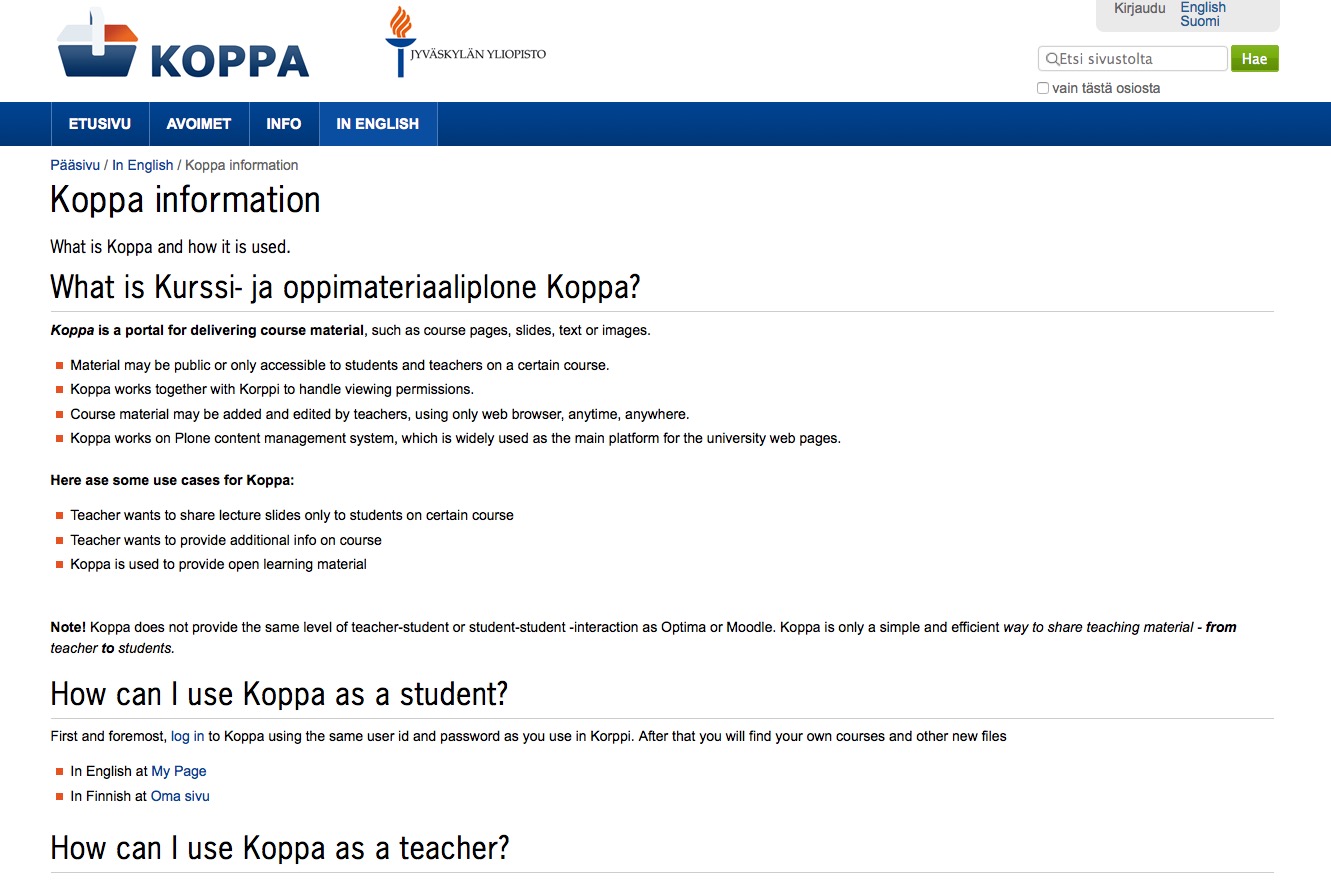 KOPPA
JYVÄSKYLÄN YLIOPISTO
Kirjaudu
English
Suomi
Etsi sivustolta
Hae
vain tästä osiosta
ETUSIVU AVOIMET INFO IN ENGLISH
Pääsivu / In English / Koppa information
Koppa information
What is Koppa and how it is used.
What is Kurssi- ja oppimateriaaliplone Koppa?
Koppa is a portal for delivering course material, such as course pages, slides, text or images.
Material may be public or only accessible to students and teachers on a certain course.
Koppa works together with Korppi to handle viewing permissions.
Course material may be added and edited by teachers, using only web browser, anytime, anywhere.
Koppa works on Plone content management system, which is widely used as the main platform for the university web pages.
Here ase some use cases for Koppa:
Teacher wants to share lecture slides only to students on certain course
Teacher wants to provide additional info on course
Koppa is used to provide open learning material
Note! Koppa does not provide the same level of teacher-student or student-student -interaction as Optima or Moodle. Koppa is only a simple and efficient way to share teaching material - from
teacher to students.
How can I use Koppa as a student?
First and foremost, log in to Koppa using the same user id and password as you use in Korppi. After that you will find your own courses and other new files
In English at My Page
In Finnish at Oma sivu
How can I use Koppa as a teacher?